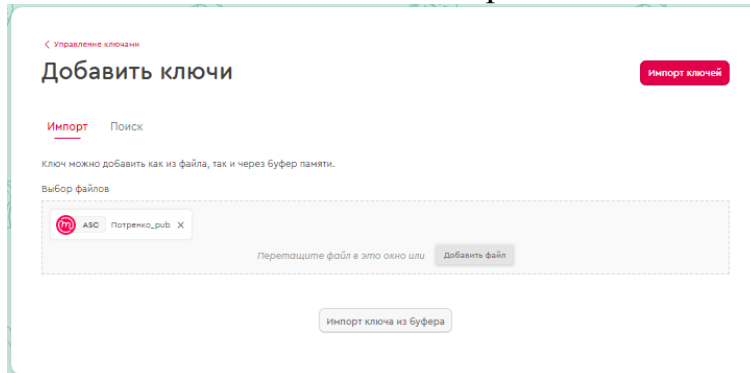 Управление ключами
Добавить ключи
Импорт ключей
Импорт Поиск
Ключ можно добавить как из файла, так и через буфер памяти.
Выбор файлов
ASC Потренко_pub X
Перетащите файл в это окно или Добавить файл
Импорт ключа из буфера